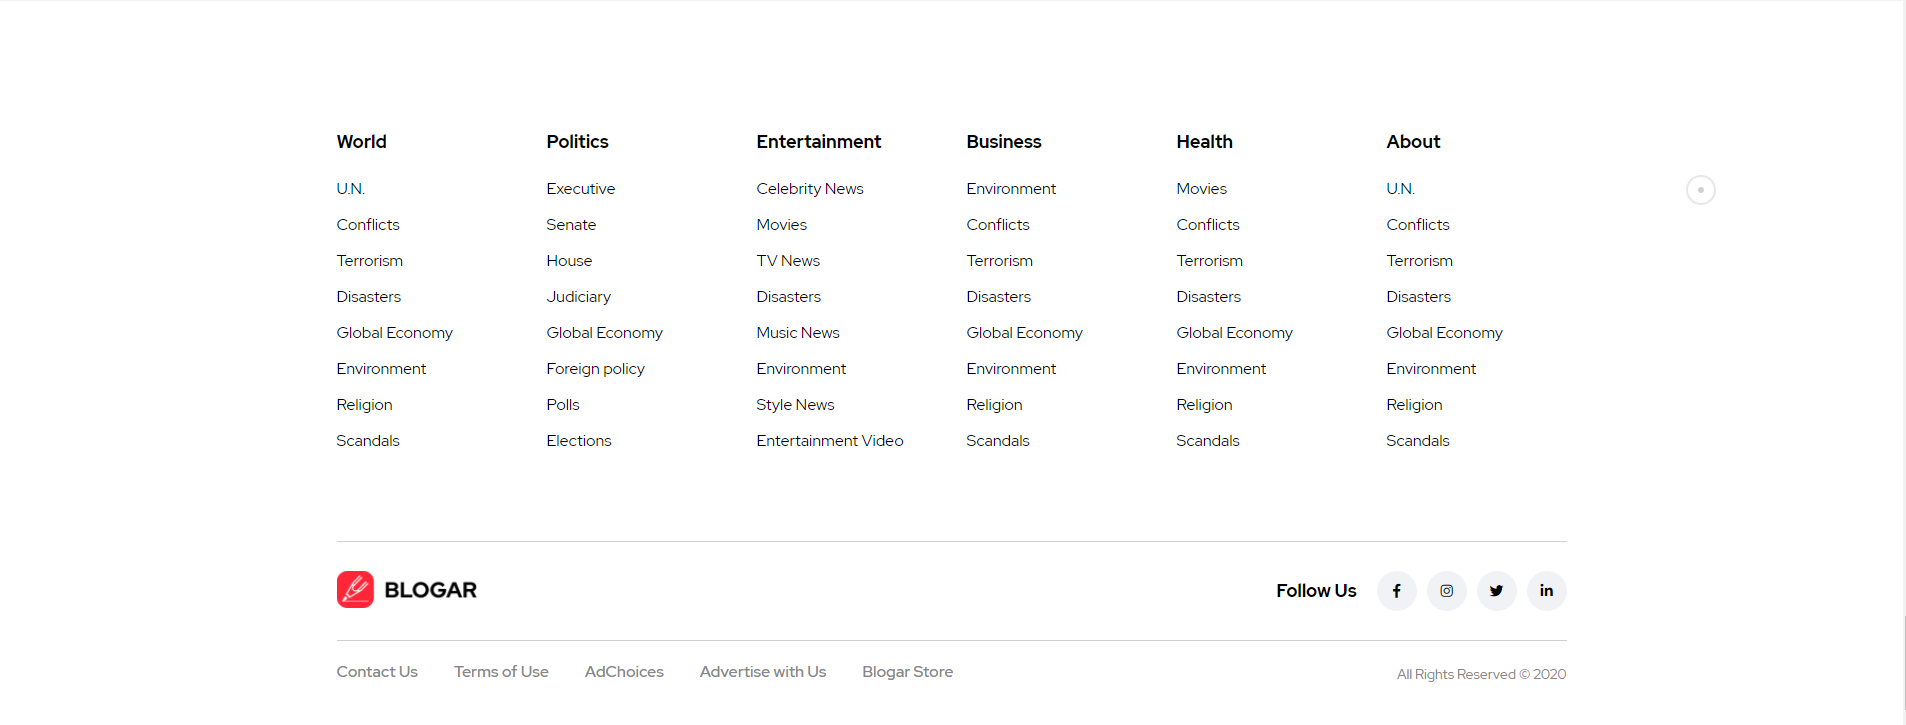 World
U.N.
Conflicts
Terrorism
Disasters
Global Economy
Environment
Religion
Scandals
Politics
Executive
Senate
House
Judiciary
Global Economy
Foreign policy
Polls
Elections
Entertainment
Celebrity News
Movies
TV News
Disasters
Music News
Environment
Style News
Entertainment Video
Business
Environment
Conflicts
Terrorism
Disasters
Global Economy
Environment
Religion
Scandals
Health
Movies
Conflicts
Terrorism
Disasters
Global Economy
Environment
Religion
Scandals
About
U.N.
Conflicts
Terrorism
Disasters
Global Economy
Environment
Religion
Scandals
BLOGAR
Follow Us
Contact Us Terms of Use AdChoices Advertise with Us Blogar Store
All Rights Reserved © 2020